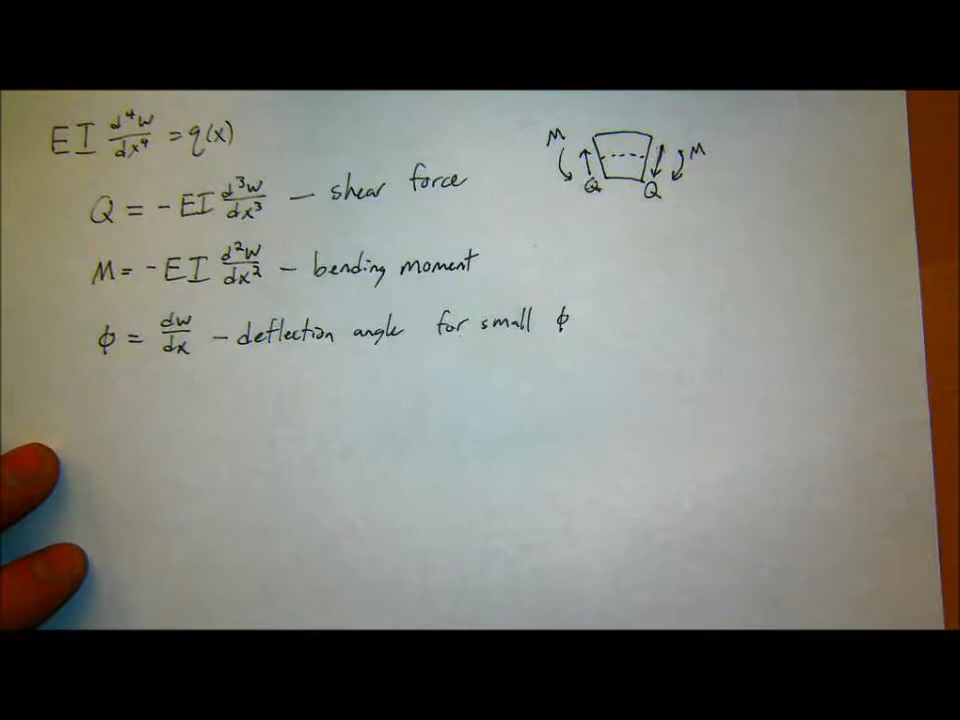 EI d⁴w/dx⁴ = q(x)
Q = -EI d³w/dx³ — shear force
M = -EI d²w/dx² - bending moment
ϕ = dw/dx - deflection angle for small ϕ
M M
Q Q